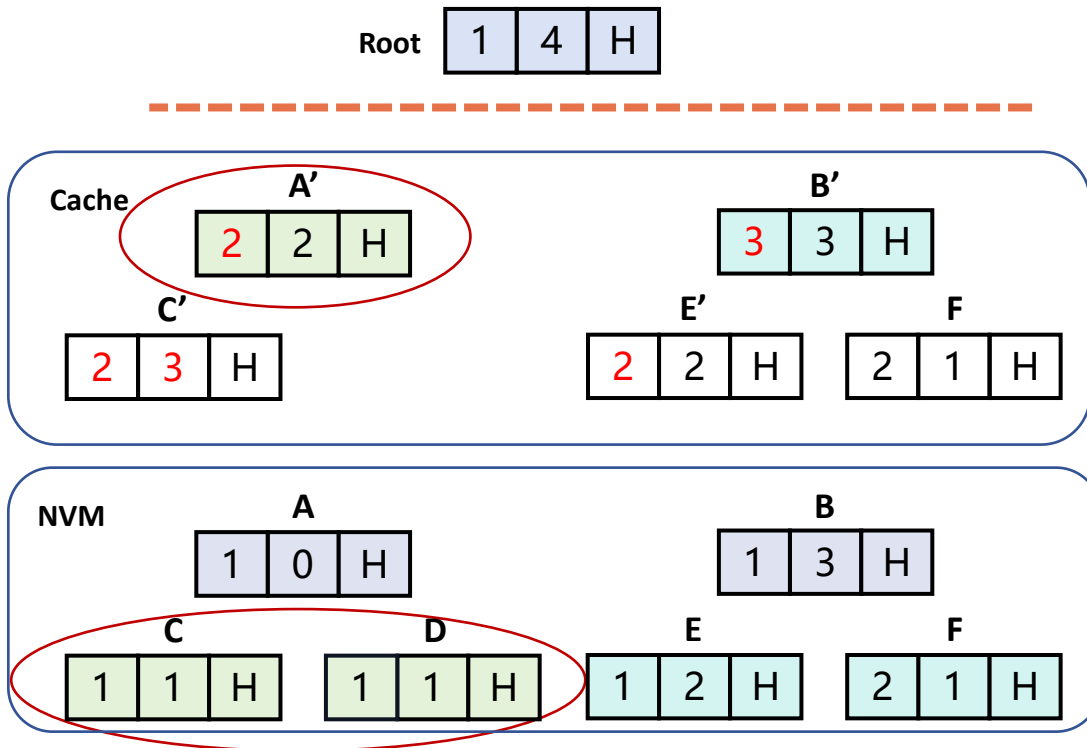 Root 1 4 H
Cache
A’ B’
2 2 H 3 3 H
C’ E’ F
2 3 H 2 2 H 2 1 H
NVM
A B
1 0 H 1 3 H
C D E F
1 1 H 1 1 H 1 2 H 2 1 H